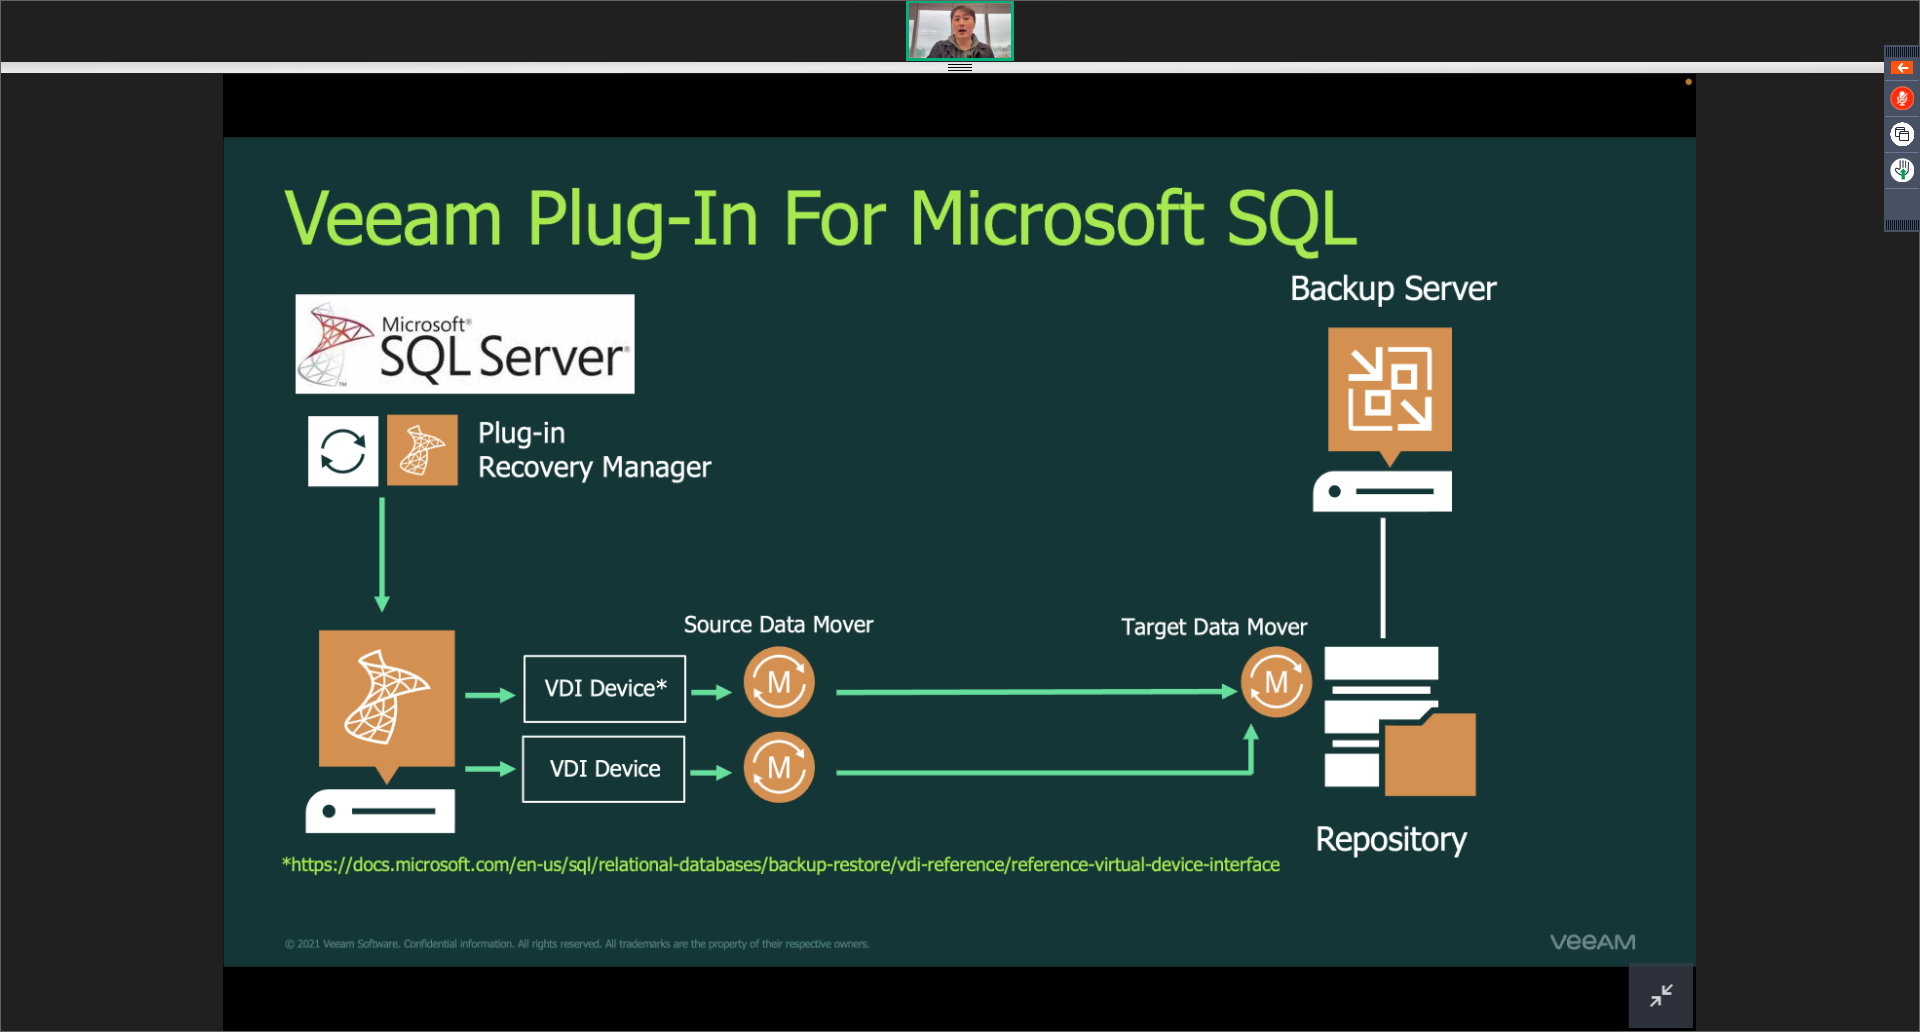 Veeam Plug-In For Microsoft SQL
Backup Server
Microsoft®
SQL Server®
™
Plug-in
Recovery Manager
Source Data Mover
Target Data Mover
VDI Device*
M
M
VDI Device
M
Repository
*https://docs.microsoft.com/en-us/sql/relational-databases/backup-restore/vdi-reference/reference-virtual-device-interface
© 2021 Veeam Software. Confidential information. All rights reserved. All trademarks are the property of their respective owners.
VEEAM